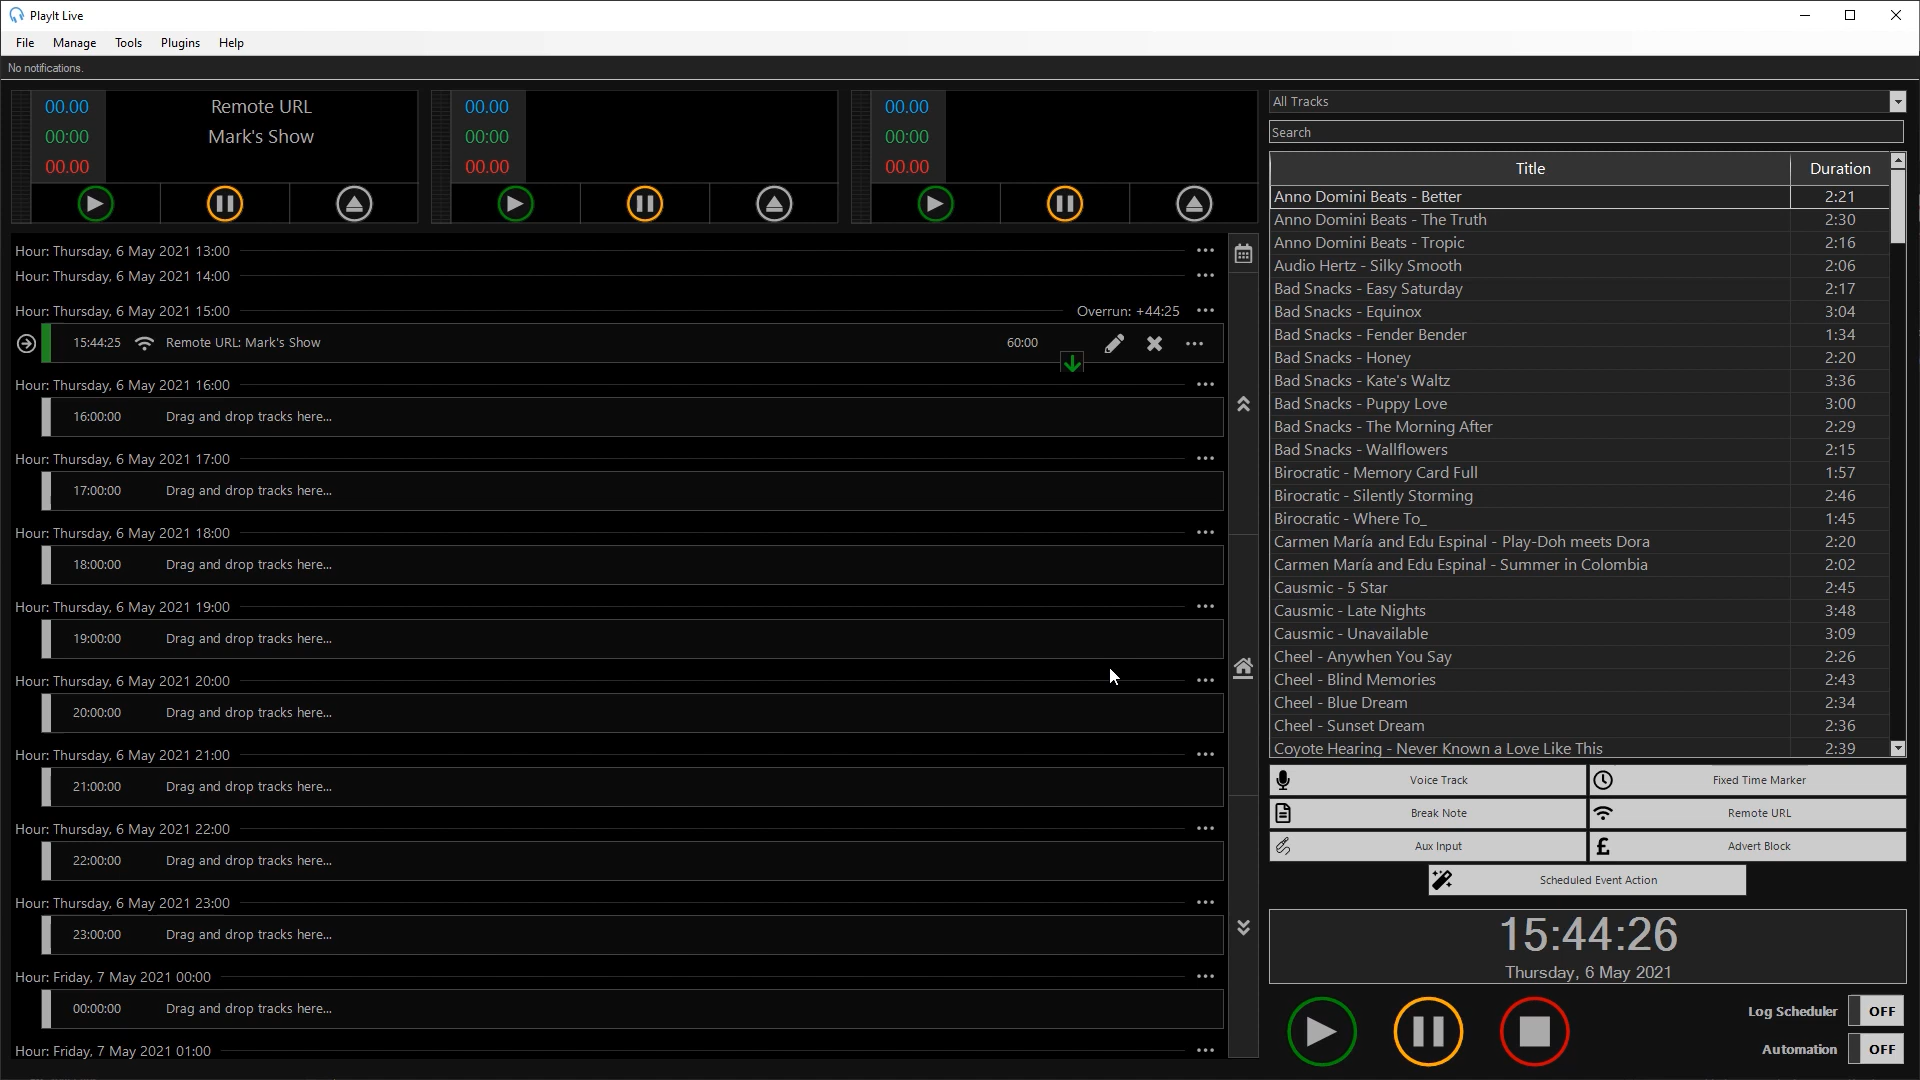 PlayIt Live
File Manage Tools Plugins Help
No notifications.
00.00 Remote URL
00:00 Mark's Show
00.00
00.00
00:00
00.00
00.00
00:00
00.00
Hour: Thursday, 6 May 2021 13:00
Hour: Thursday, 6 May 2021 14:00
Hour: Thursday, 6 May 2021 15:00 Overrun: +44:25
15:44:25 Remote URL: Mark's Show 60:00
Hour: Thursday, 6 May 2021 16:00
16:00:00 Drag and drop tracks here...
Hour: Thursday, 6 May 2021 17:00
17:00:00 Drag and drop tracks here...
Hour: Thursday, 6 May 2021 18:00
18:00:00 Drag and drop tracks here...
Hour: Thursday, 6 May 2021 19:00
19:00:00 Drag and drop tracks here...
Hour: Thursday, 6 May 2021 20:00
20:00:00 Drag and drop tracks here...
Hour: Thursday, 6 May 2021 21:00
21:00:00 Drag and drop tracks here...
Hour: Thursday, 6 May 2021 22:00
22:00:00 Drag and drop tracks here...
Hour: Thursday, 6 May 2021 23:00
23:00:00 Drag and drop tracks here...
Hour: Friday, 7 May 2021 00:00
00:00:00 Drag and drop tracks here...
Hour: Friday, 7 May 2021 01:00
All Tracks
Search
Title Duration
Anno Domini Beats - Better 2:21
Anno Domini Beats - The Truth 2:30
Anno Domini Beats - Tropic 2:16
Audio Hertz - Silky Smooth 2:06
Bad Snacks - Easy Saturday 2:17
Bad Snacks - Equinox 3:04
Bad Snacks - Fender Bender 1:34
Bad Snacks - Honey 2:20
Bad Snacks - Kate's Waltz 3:36
Bad Snacks - Puppy Love 3:00
Bad Snacks - The Morning After 2:29
Bad Snacks - Wallflowers 2:15
Birocratic - Memory Card Full 1:57
Birocratic - Silently Storming 2:46
Birocratic - Where To_ 1:45
Carmen María and Edu Espinal - Play-Doh meets Dora 2:20
Carmen María and Edu Espinal - Summer in Colombia 2:02
Causmic - 5 Star 2:45
Causmic - Late Nights 3:48
Causmic - Unavailable 3:09
Cheel - Anywhen You Say 2:26
Cheel - Blind Memories 2:43
Cheel - Blue Dream 2:34
Cheel - Sunset Dream 2:36
Coyote Hearing - Never Known a Love Like This 2:39
Voice Track Fixed Time Marker
Break Note Remote URL
Aux Input £ Advert Block
Scheduled Event Action
15:44:26
Thursday, 6 May 2021
Log Scheduler OFF
Automation OFF